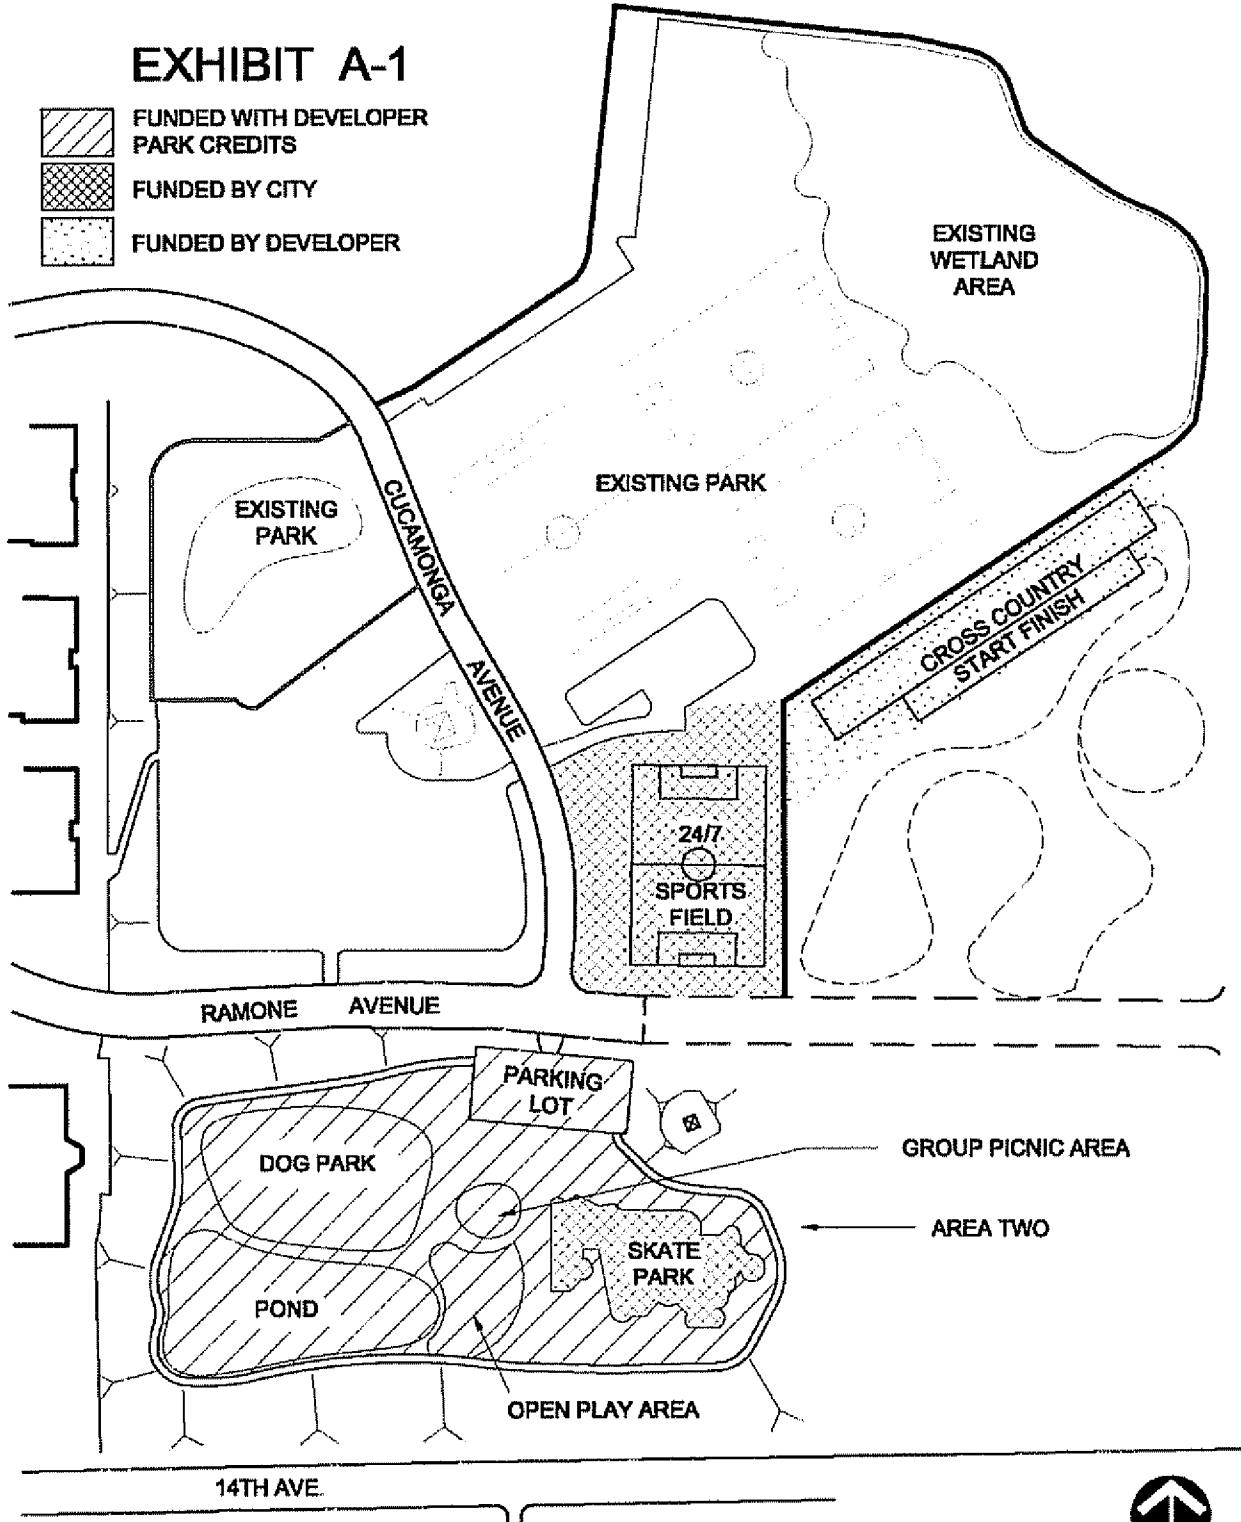 EXHIBIT A-1
FUNDED WITH DEVELOPER
PARK CREDITS
FUNDED BY CITY
FUNDED BY DEVELOPER
EXISTING
WETLAND
AREA
EXISTING PARK
EXISTING
PARK
CUCAMONGA
AVENUE
CROSS COUNTRY
START FINISH
24/7
SPORTS
FIELD
RAMONE AVENUE
PARKING
LOT
DOG PARK
GROUP PICNIC AREA
AREA TWO
SKATE
PARK
POND
OPEN PLAY AREA
14TH AVE.